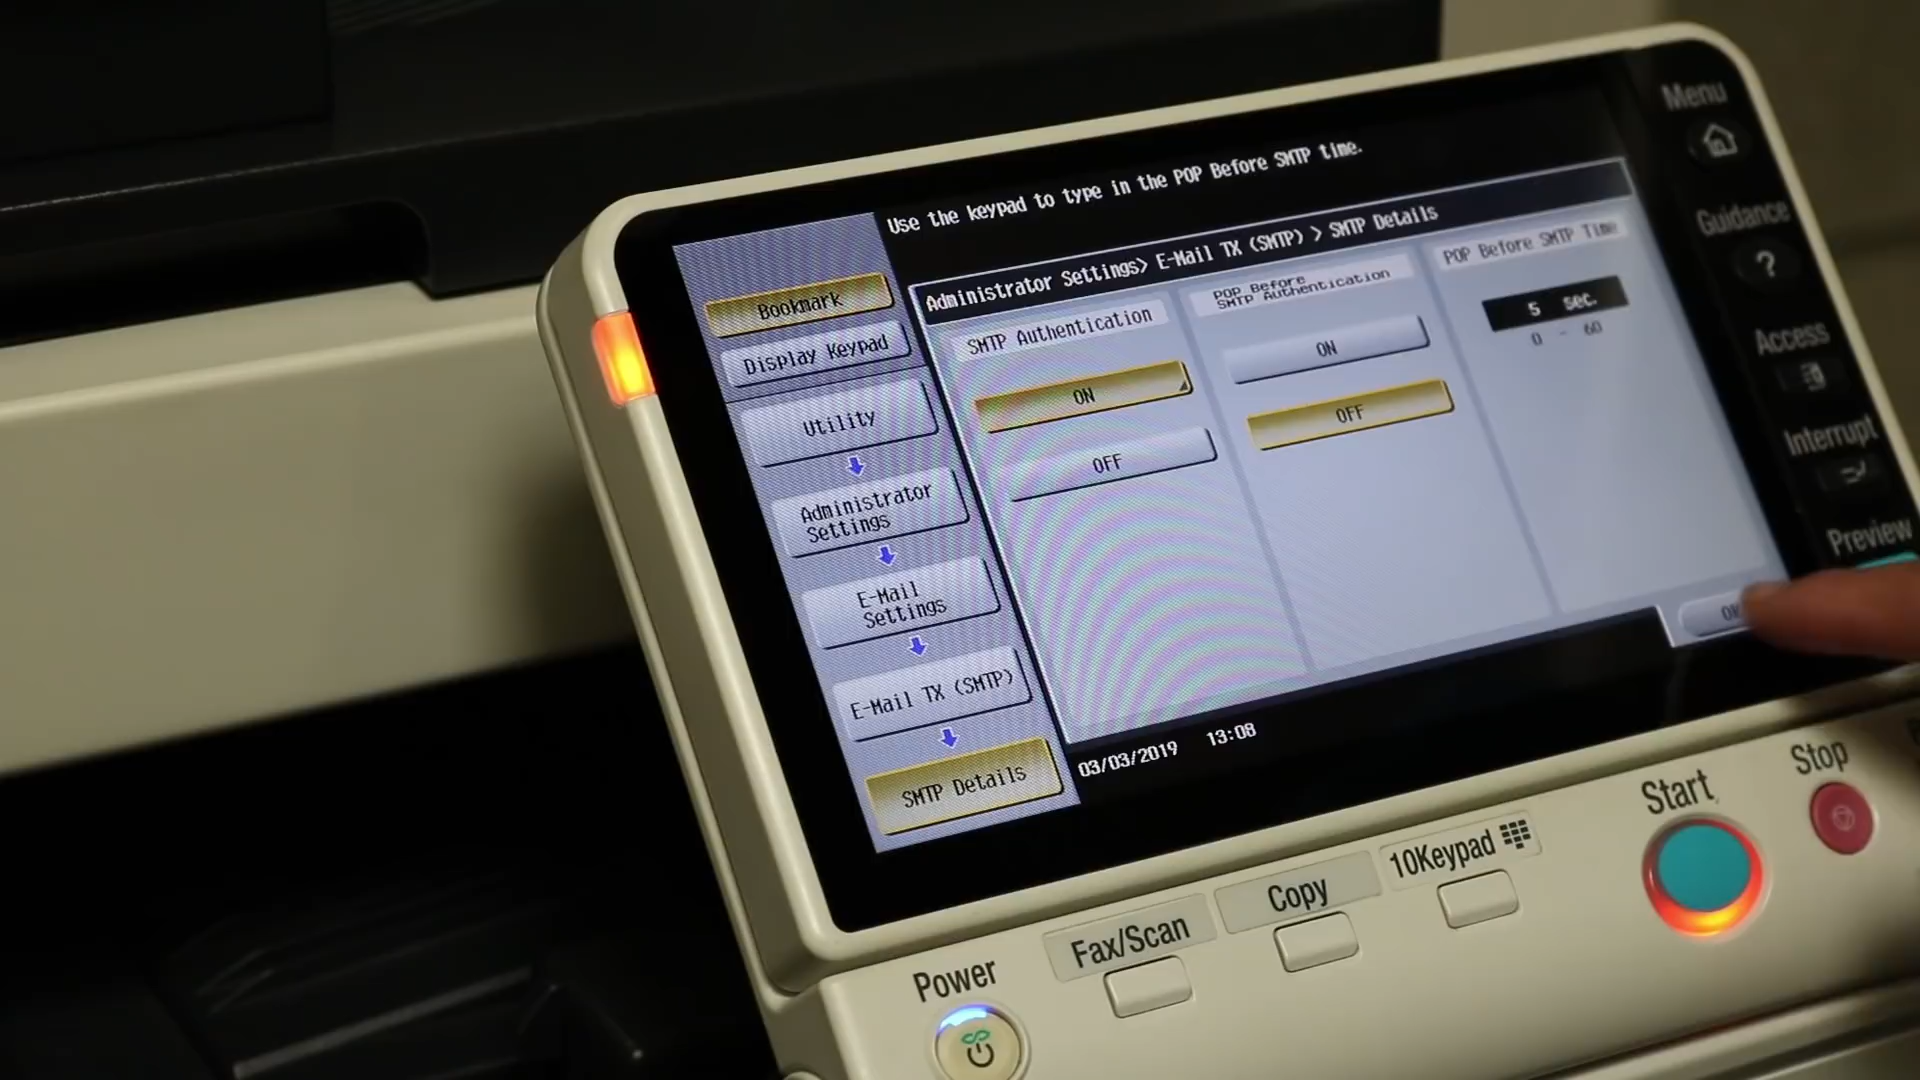 Use the keypad to type in the POP Before SMTP time.
Bookmark
Display Keypad
Utility
Administrator
Settings
E-Mail
Settings
E-Mail TX (SMTP)
SMTP Details
Administrator Settings> E-Mail TX (SMTP) > SMTP Details
SMTP Authentication
ON
OFF
POP Before
SMTP Authentication
ON
OFF
POP Before SMTP Time
5 sec.
0 - 60
03/03/2019 13:08
Menu
Guidance
?
Access
Interrupt
Preview
Power
Fax/Scan
Copy
10Keypad
Start
Stop